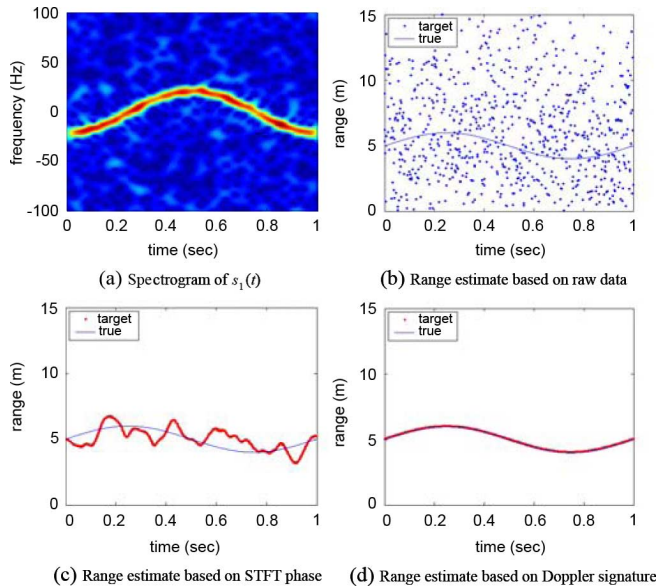 100
50
0
-50
-100
frequency (Hz)
0 0.2 0.4 0.6 0.8 1
time (sec)
(a) Spectrogram of s₁(t)
15
10
5
0
range (m)
target
true
0 0.2 0.4 0.6 0.8 1
time (sec)
(b) Range estimate based on raw data
15
10
5
0
range (m)
target
true
0 0.2 0.4 0.6 0.8 1
time (sec)
(c) Range estimate based on STFT phase
15
10
5
0
range (m)
target
true
0 0.2 0.4 0.6 0.8 1
time (sec)
(d) Range estimate based on Doppler signature